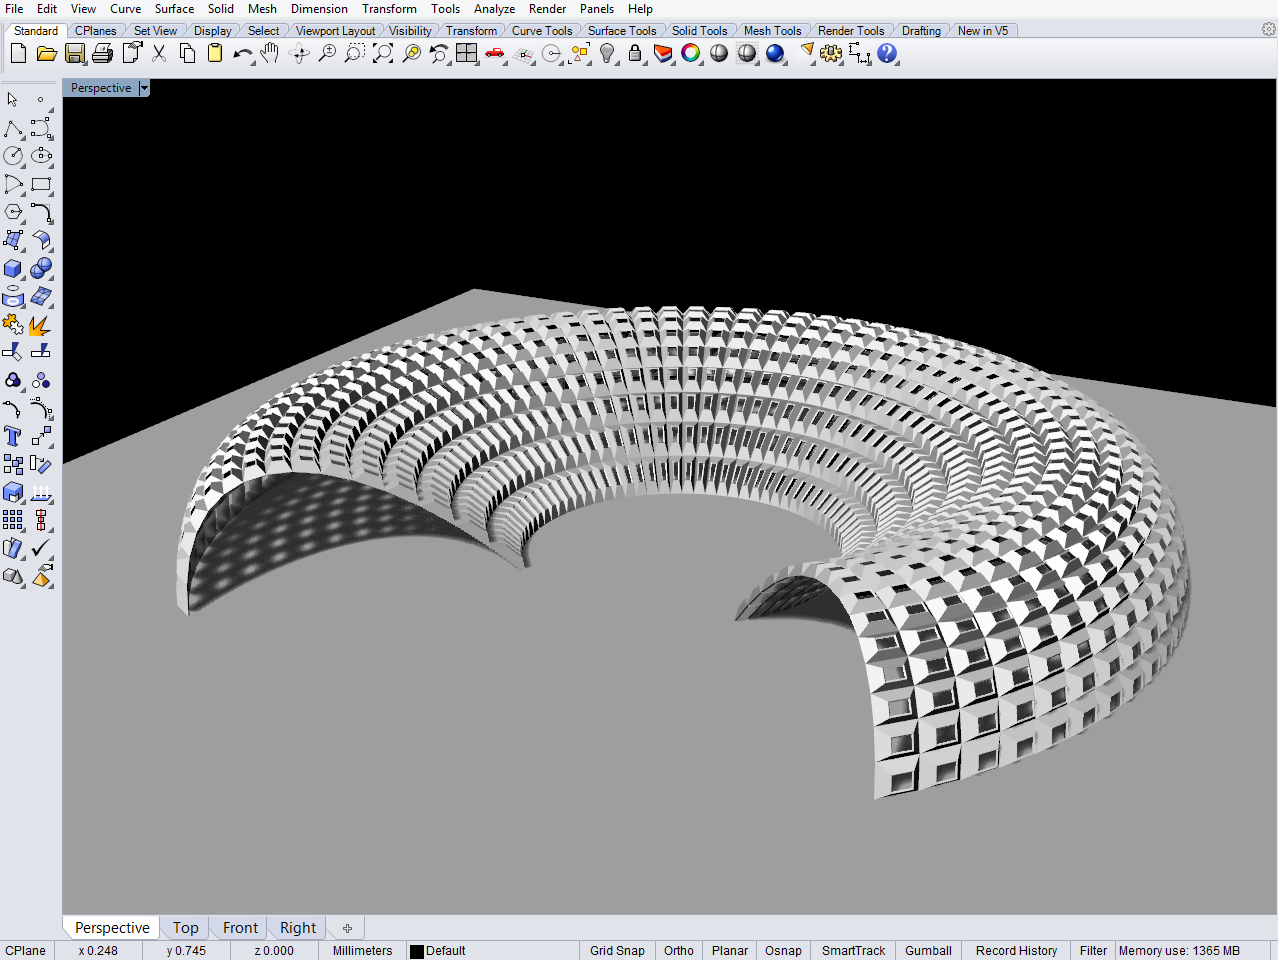 File Edit View Curve Surface Solid Mesh Dimension Transform Tools Analyze Render Panels Help
Standard CPlanes Set View Display Select Viewport Layout Visibility Transform Curve Tools Surface Tools Solid Tools Mesh Tools Render Tools Drafting New in V5
Perspective
Perspective Top Front Right
CPlane x 0.248 y 0.745 z 0.000 Millimeters Default Grid Snap Ortho Planar Osnap SmartTrack Gumball Record History Filter Memory use: 1365 MB